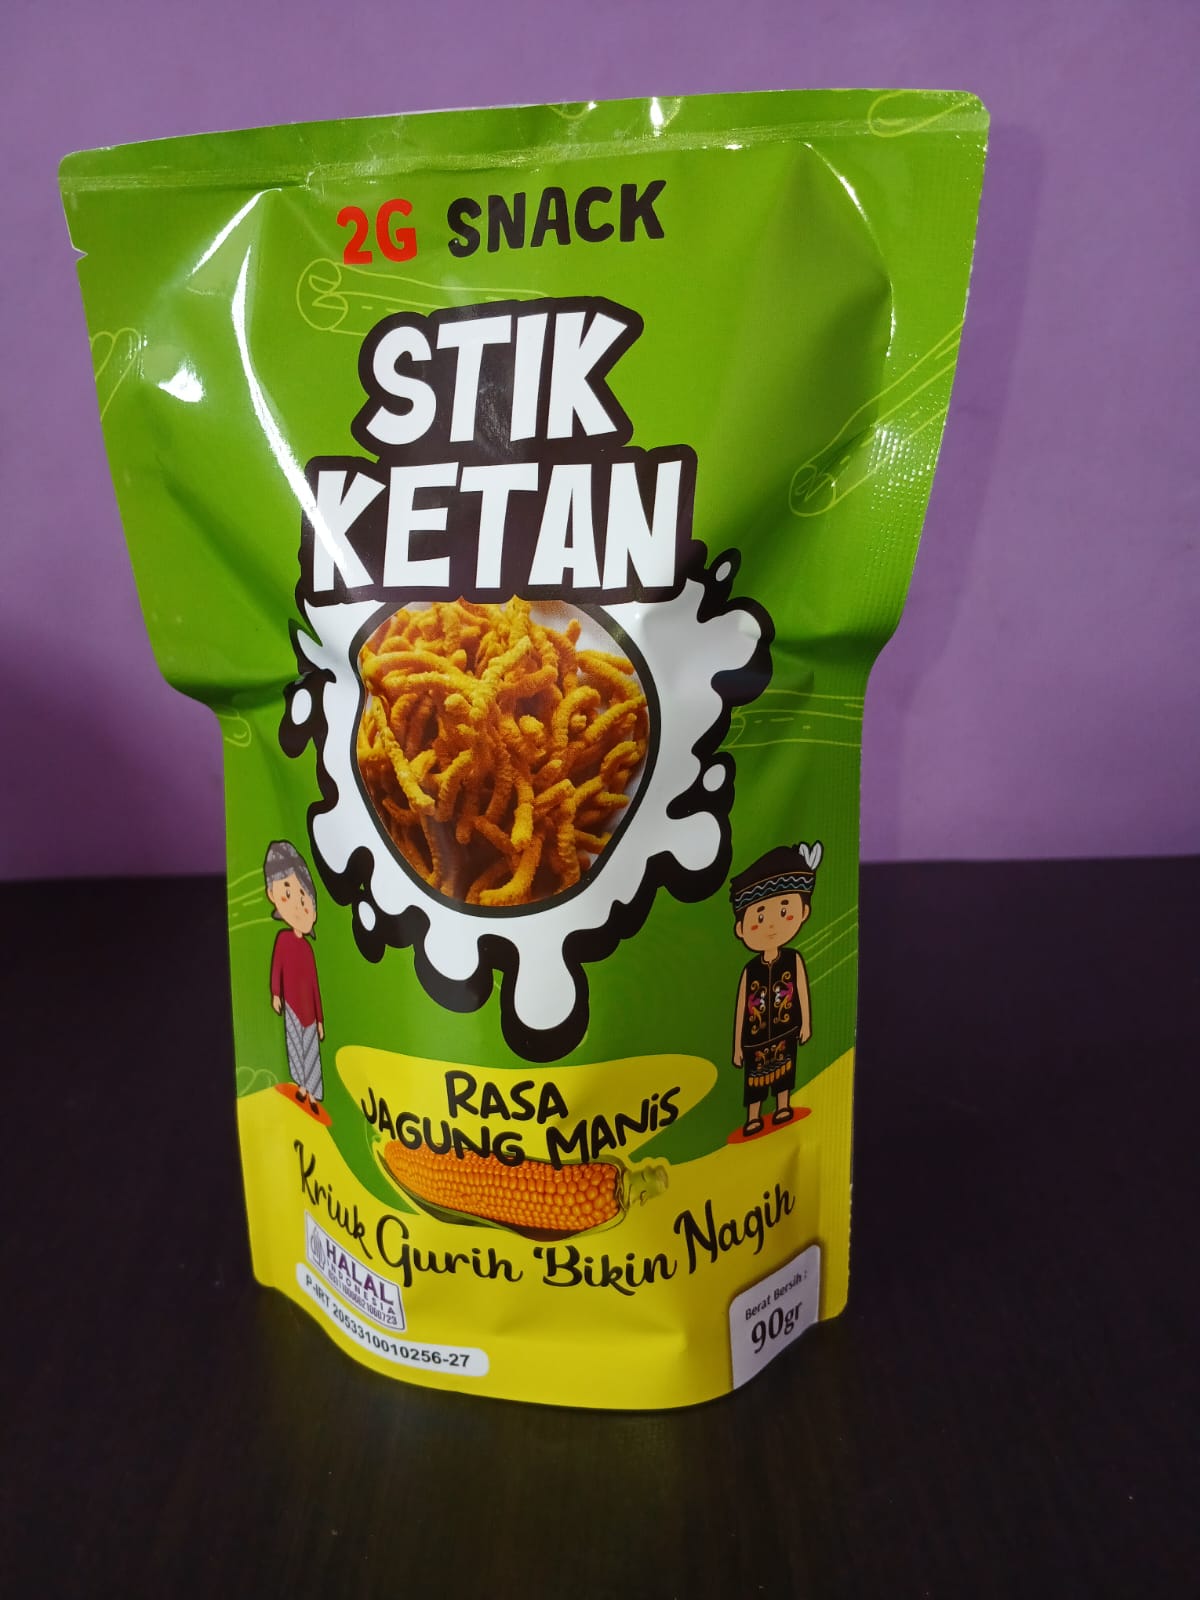 2G SNACK
STIK
KETAN
RASA
JAGUNG MANiS
Kriuk Gurih Bikin Nagih
HALAL
INDONESIA
P-IRT 2053310010256-27
Berat Bersih :
90gr